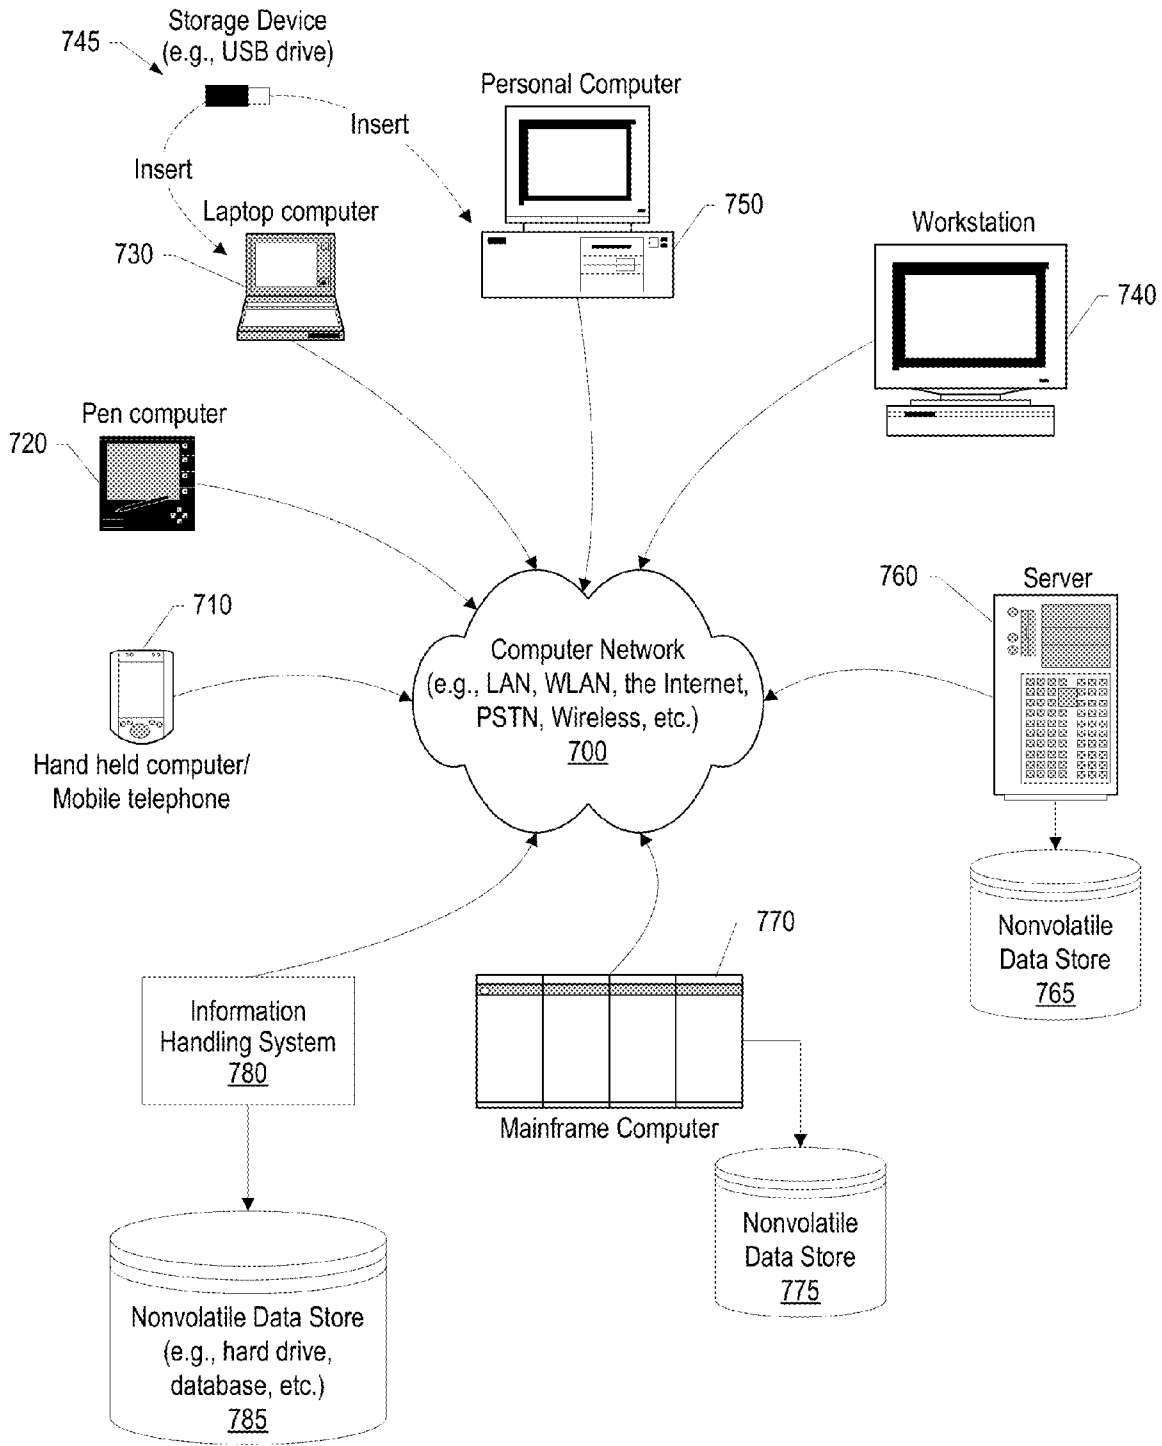 Storage Device
(e.g., USB drive)
745
Insert
Insert
Personal Computer
750
Laptop computer
730
Workstation
740
Pen computer
720
710
Hand held computer/
Mobile telephone
Computer Network
(e.g., LAN, WLAN, the Internet,
PSTN, Wireless, etc.)
700
760
Server
Nonvolatile
Data Store
765
770
Mainframe Computer
Information
Handling System
780
Nonvolatile
Data Store
775
Nonvolatile Data Store
(e.g., hard drive,
database, etc.)
785